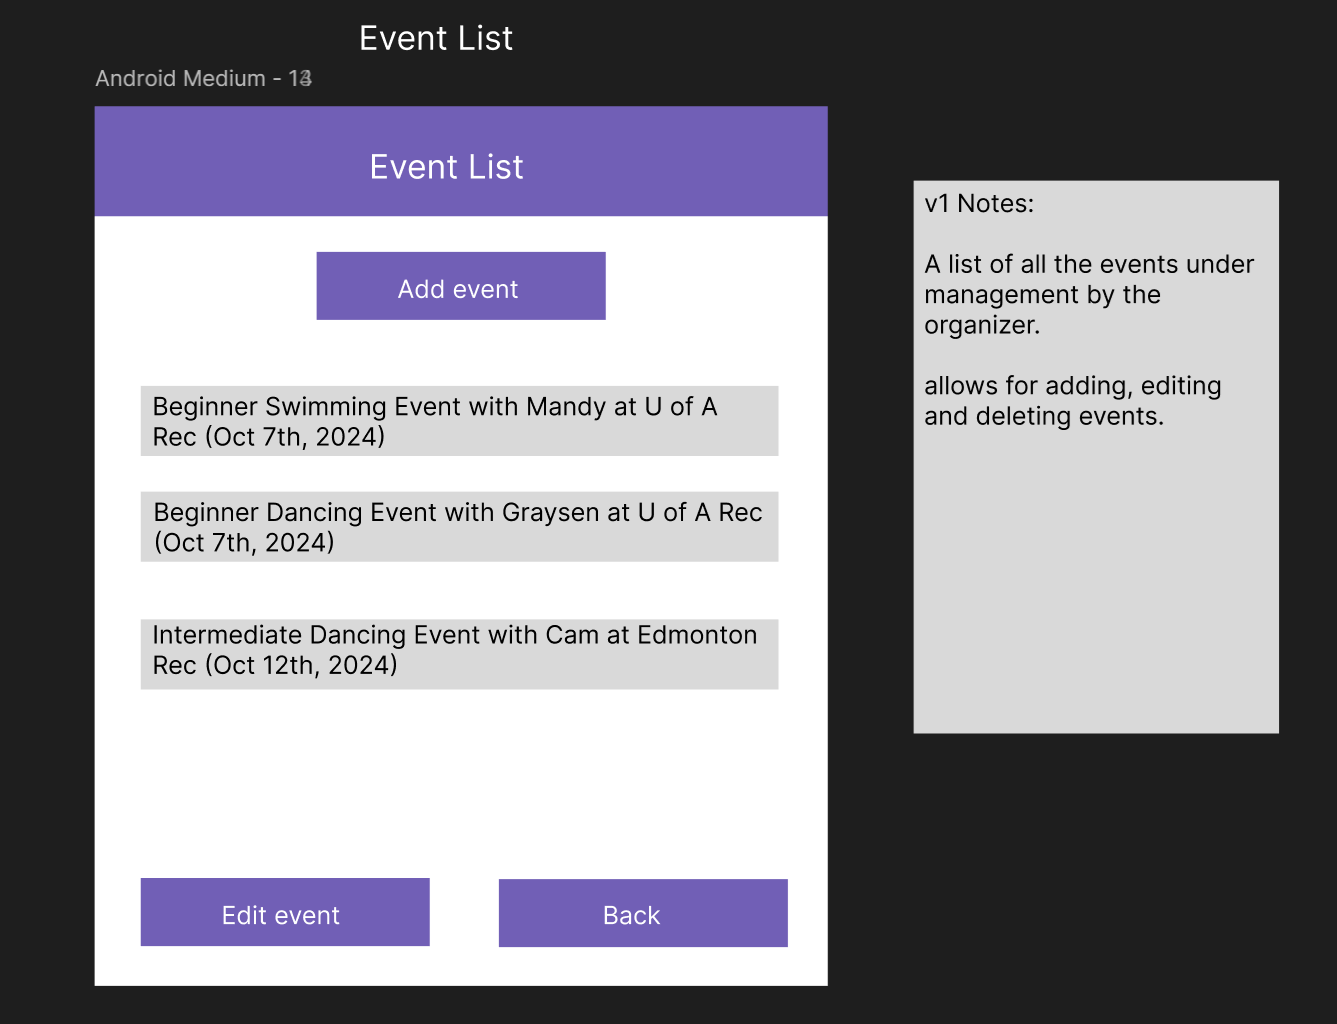 Event List
Android Medium -
Event List
Add event
Beginner Swimming Event with Mandy at U of A
Rec (Oct 7th, 2024)
Beginner Dancing Event with Graysen at U of A Rec
(Oct 7th, 2024)
Intermediate Dancing Event with Cam at Edmonton
Rec (Oct 12th, 2024)
Edit event
Back
v1 Notes:
A list of all the events under
management by the
organizer.
allows for adding, editing
and deleting events.